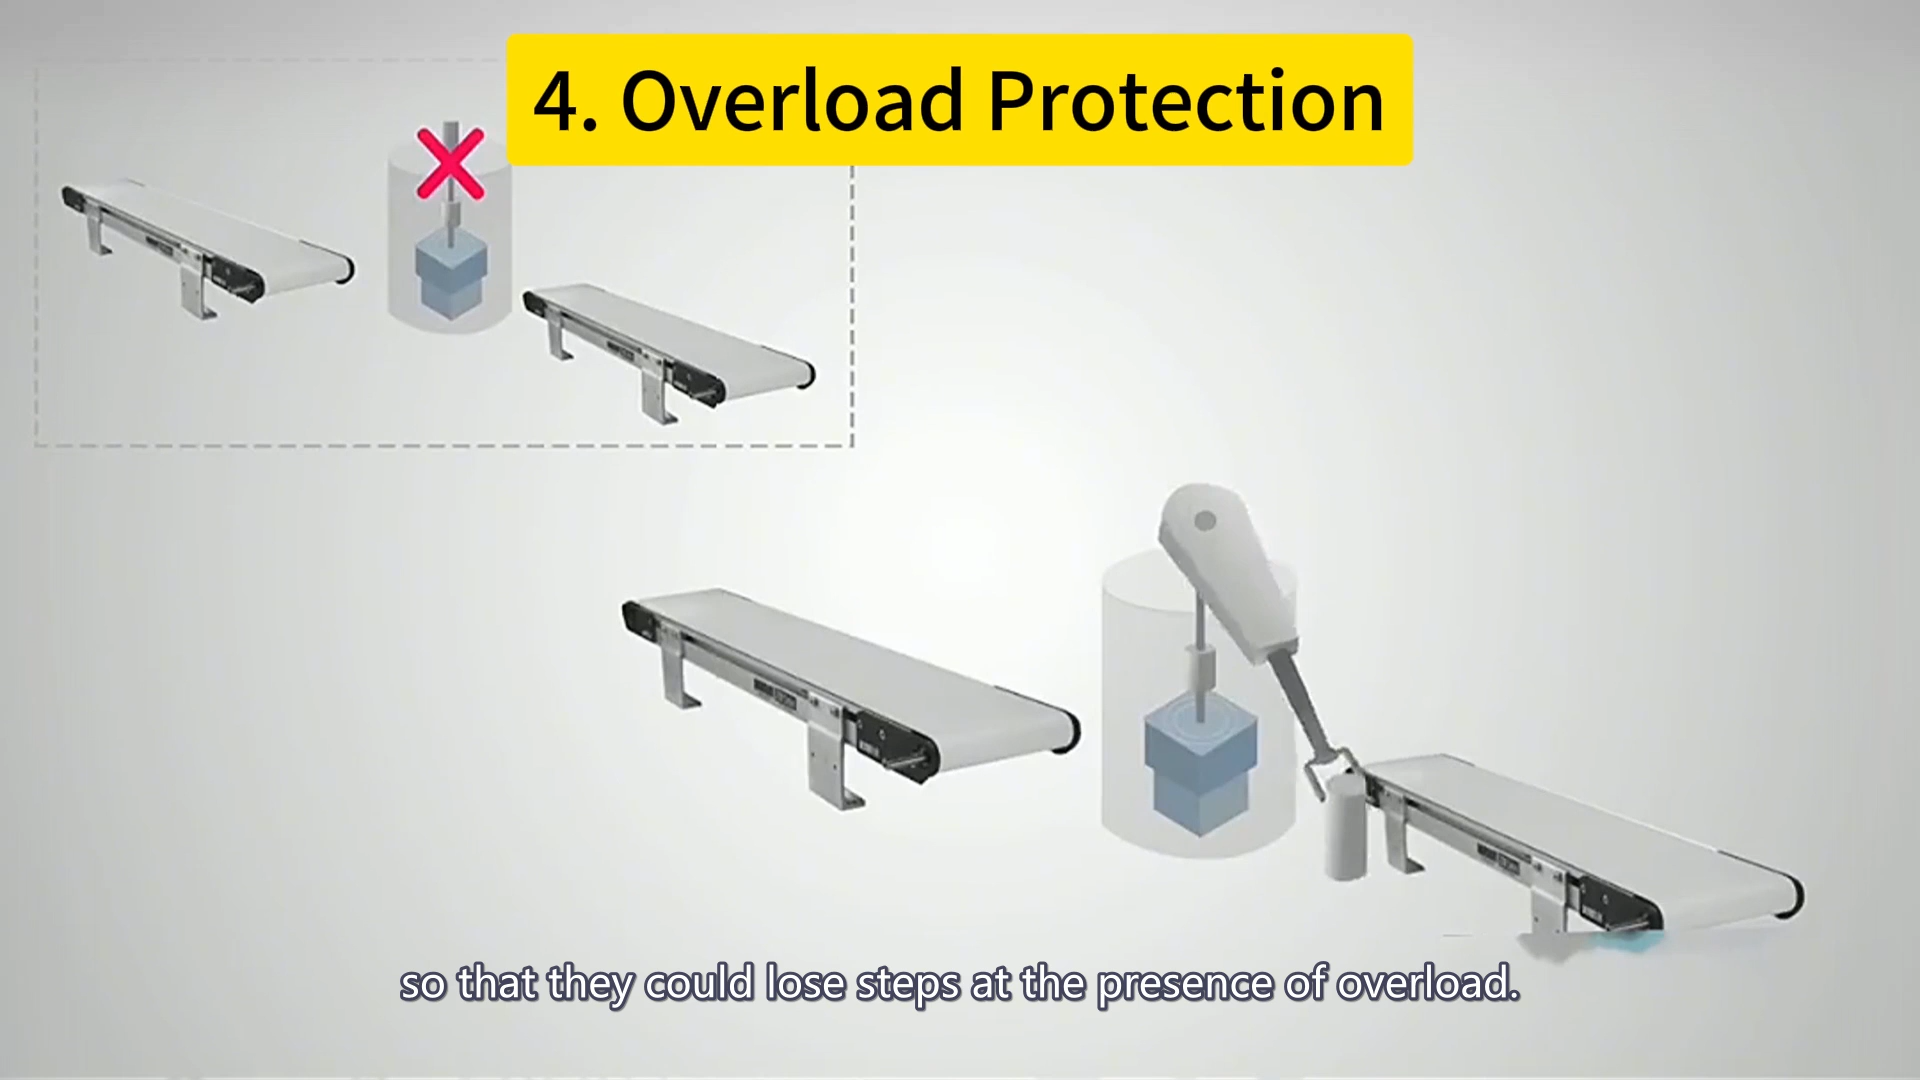 4. Overload Protection
so that they could lose steps at the presence of overload.